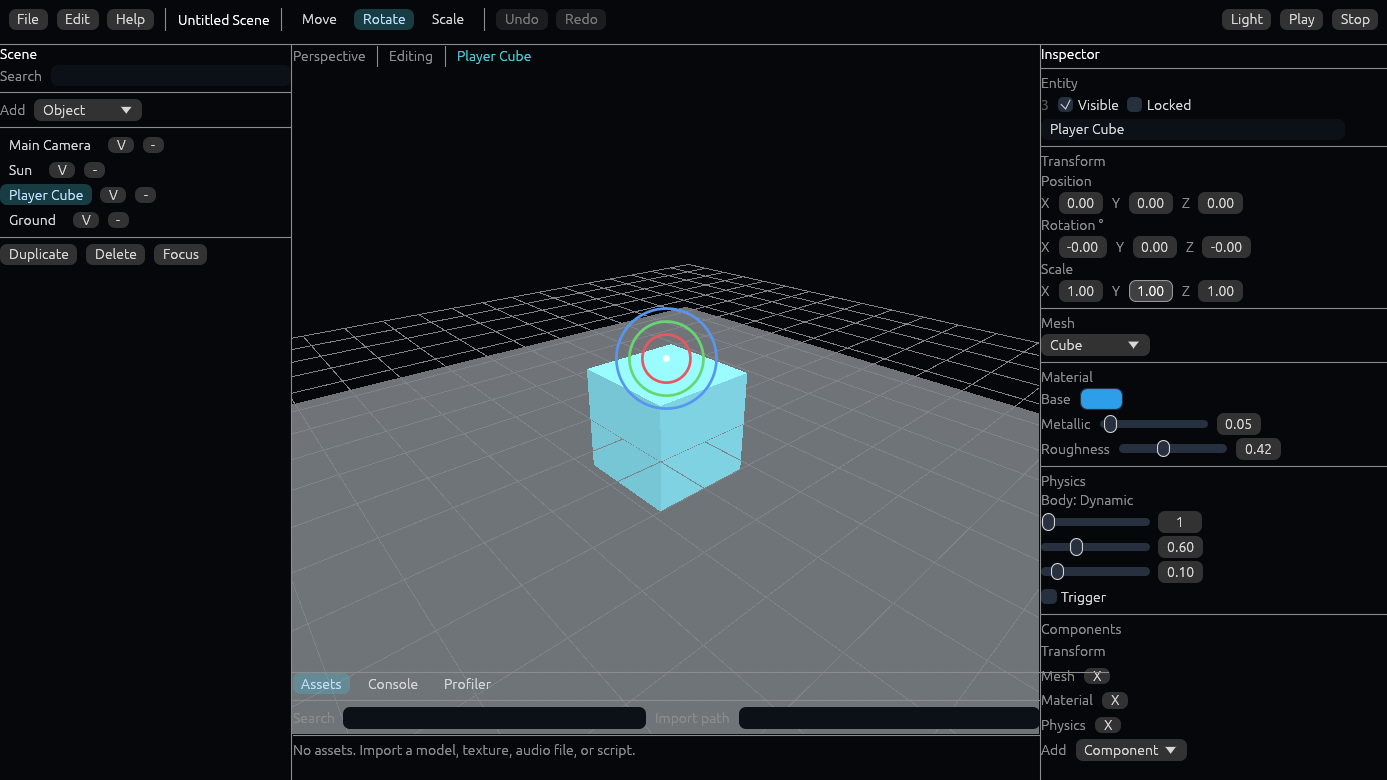 File Edit Help Untitled Scene Move Rotate Scale Undo Redo Light Play Stop
Scene
Search
Add Object
Main Camera V -
Sun V -
Player Cube V -
Ground V -
Duplicate Delete Focus
Perspective Editing Player Cube
Assets Console Profiler
Search Import path
No assets. Import a model, texture, audio file, or script.
Inspector
Entity
3 Visible Locked
Player Cube
Transform
Position
X 0.00 Y 0.00 Z 0.00
Rotation °
X -0.00 Y 0.00 Z -0.00
Scale
X 1.00 Y 1.00 Z 1.00
Mesh
Cube
Material
Base
Metallic 0.05
Roughness 0.42
Physics
Body: Dynamic
1
0.60
0.10
Trigger
Components
Transform
Mesh X
Material X
Physics X
Add Component